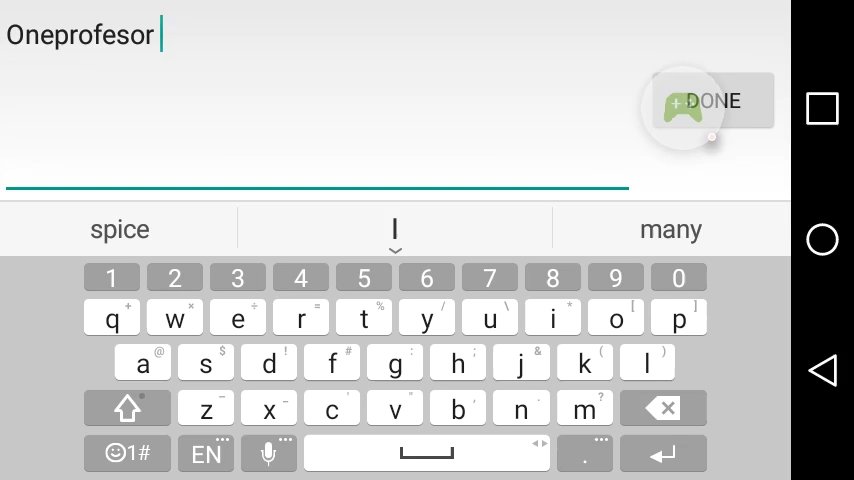 Oneprofesor
DONE
spice I many
1 2 3 4 5 6 7 8 9 0
q + w × e ÷ r = t % y / u \ i * o [ p ]
a @ s $ d ! f # g : h ; j & k ( l )
z x c v b n m ?
1# EN .